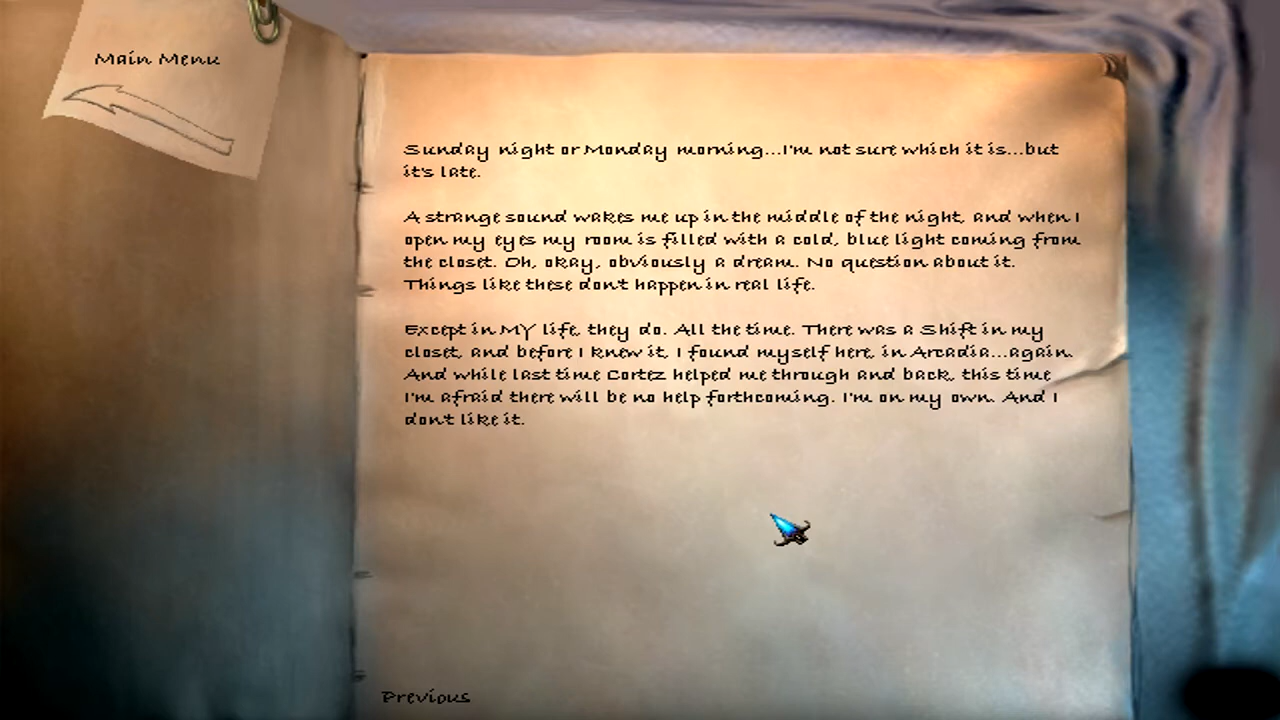 Main Menu
Sunday night or Monday morning...I'm not sure which it is...but
it's late.
A strange sound wakes me up in the middle of the night, and when I
open my eyes my room is filled with a cold, blue light coming from
the closet. Oh, okay, obviously a dream. No question about it.
Things like these don't happen in real life.
Except in MY life, they do. All the time. There was a Shift in my
closet, and before I knew it, I found myself here, in Arcadia...again.
And while last time Cortez helped me through and back, this time
I'm afraid there will be no help forthcoming. I'm on my own. And I
don't like it.
Previous